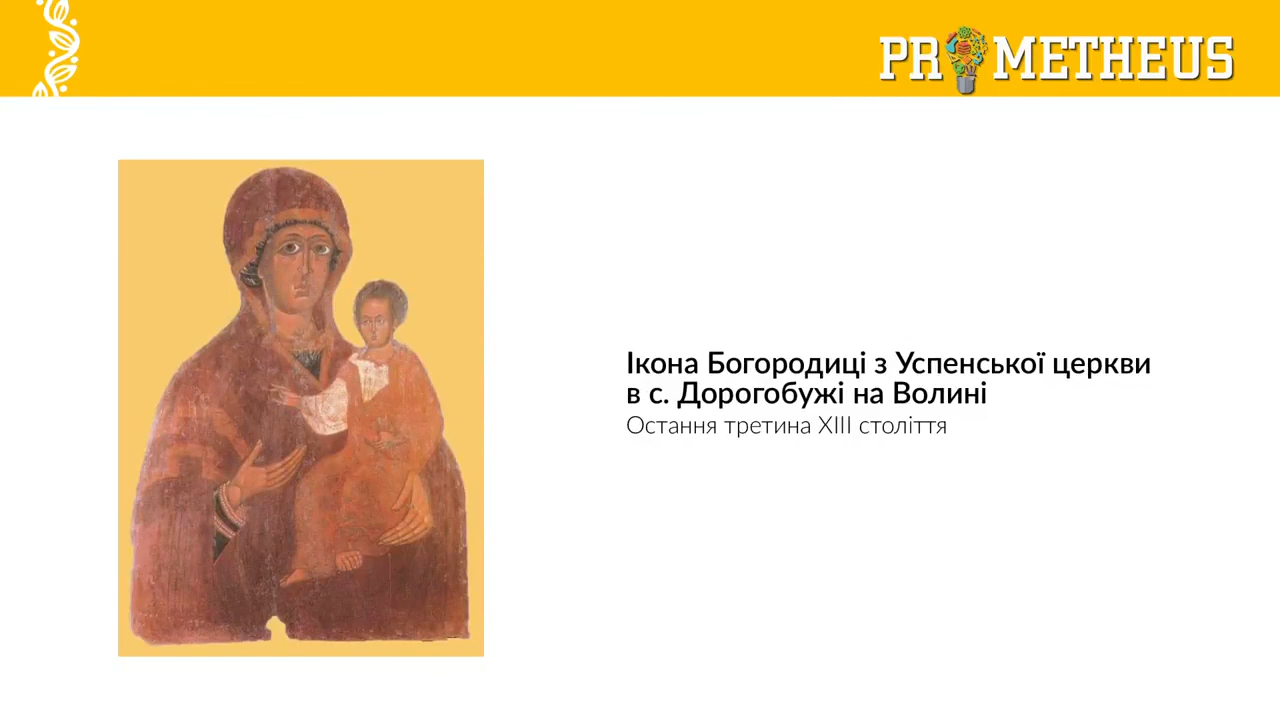 PROMETHEUS
Ікона Богородиці з Успенської церкви
в с. Дорогобужі на Волині
Остання третина XIII століття